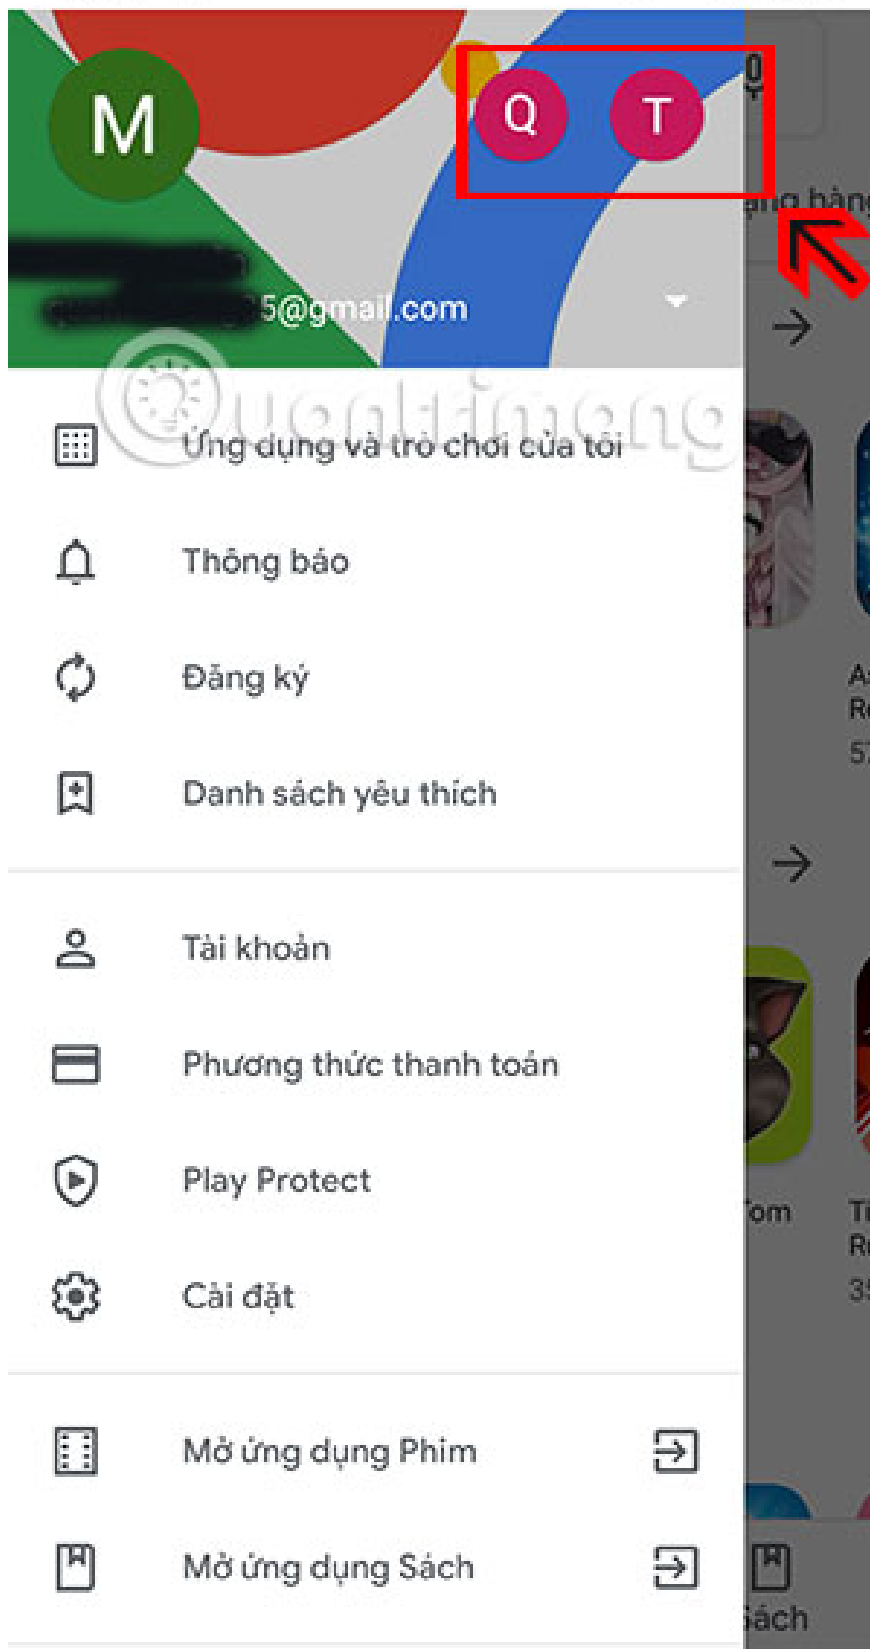 M
Q
T
5@gmail.com
Quantrimang
Ứng dụng và trò chơi của tôi
Thông báo
Đăng ký
Danh sách yêu thích
Tài khoản
Phương thức thanh toán
Play Protect
Cài đặt
Mở ứng dụng Phim
Mở ứng dụng Sách
Sách